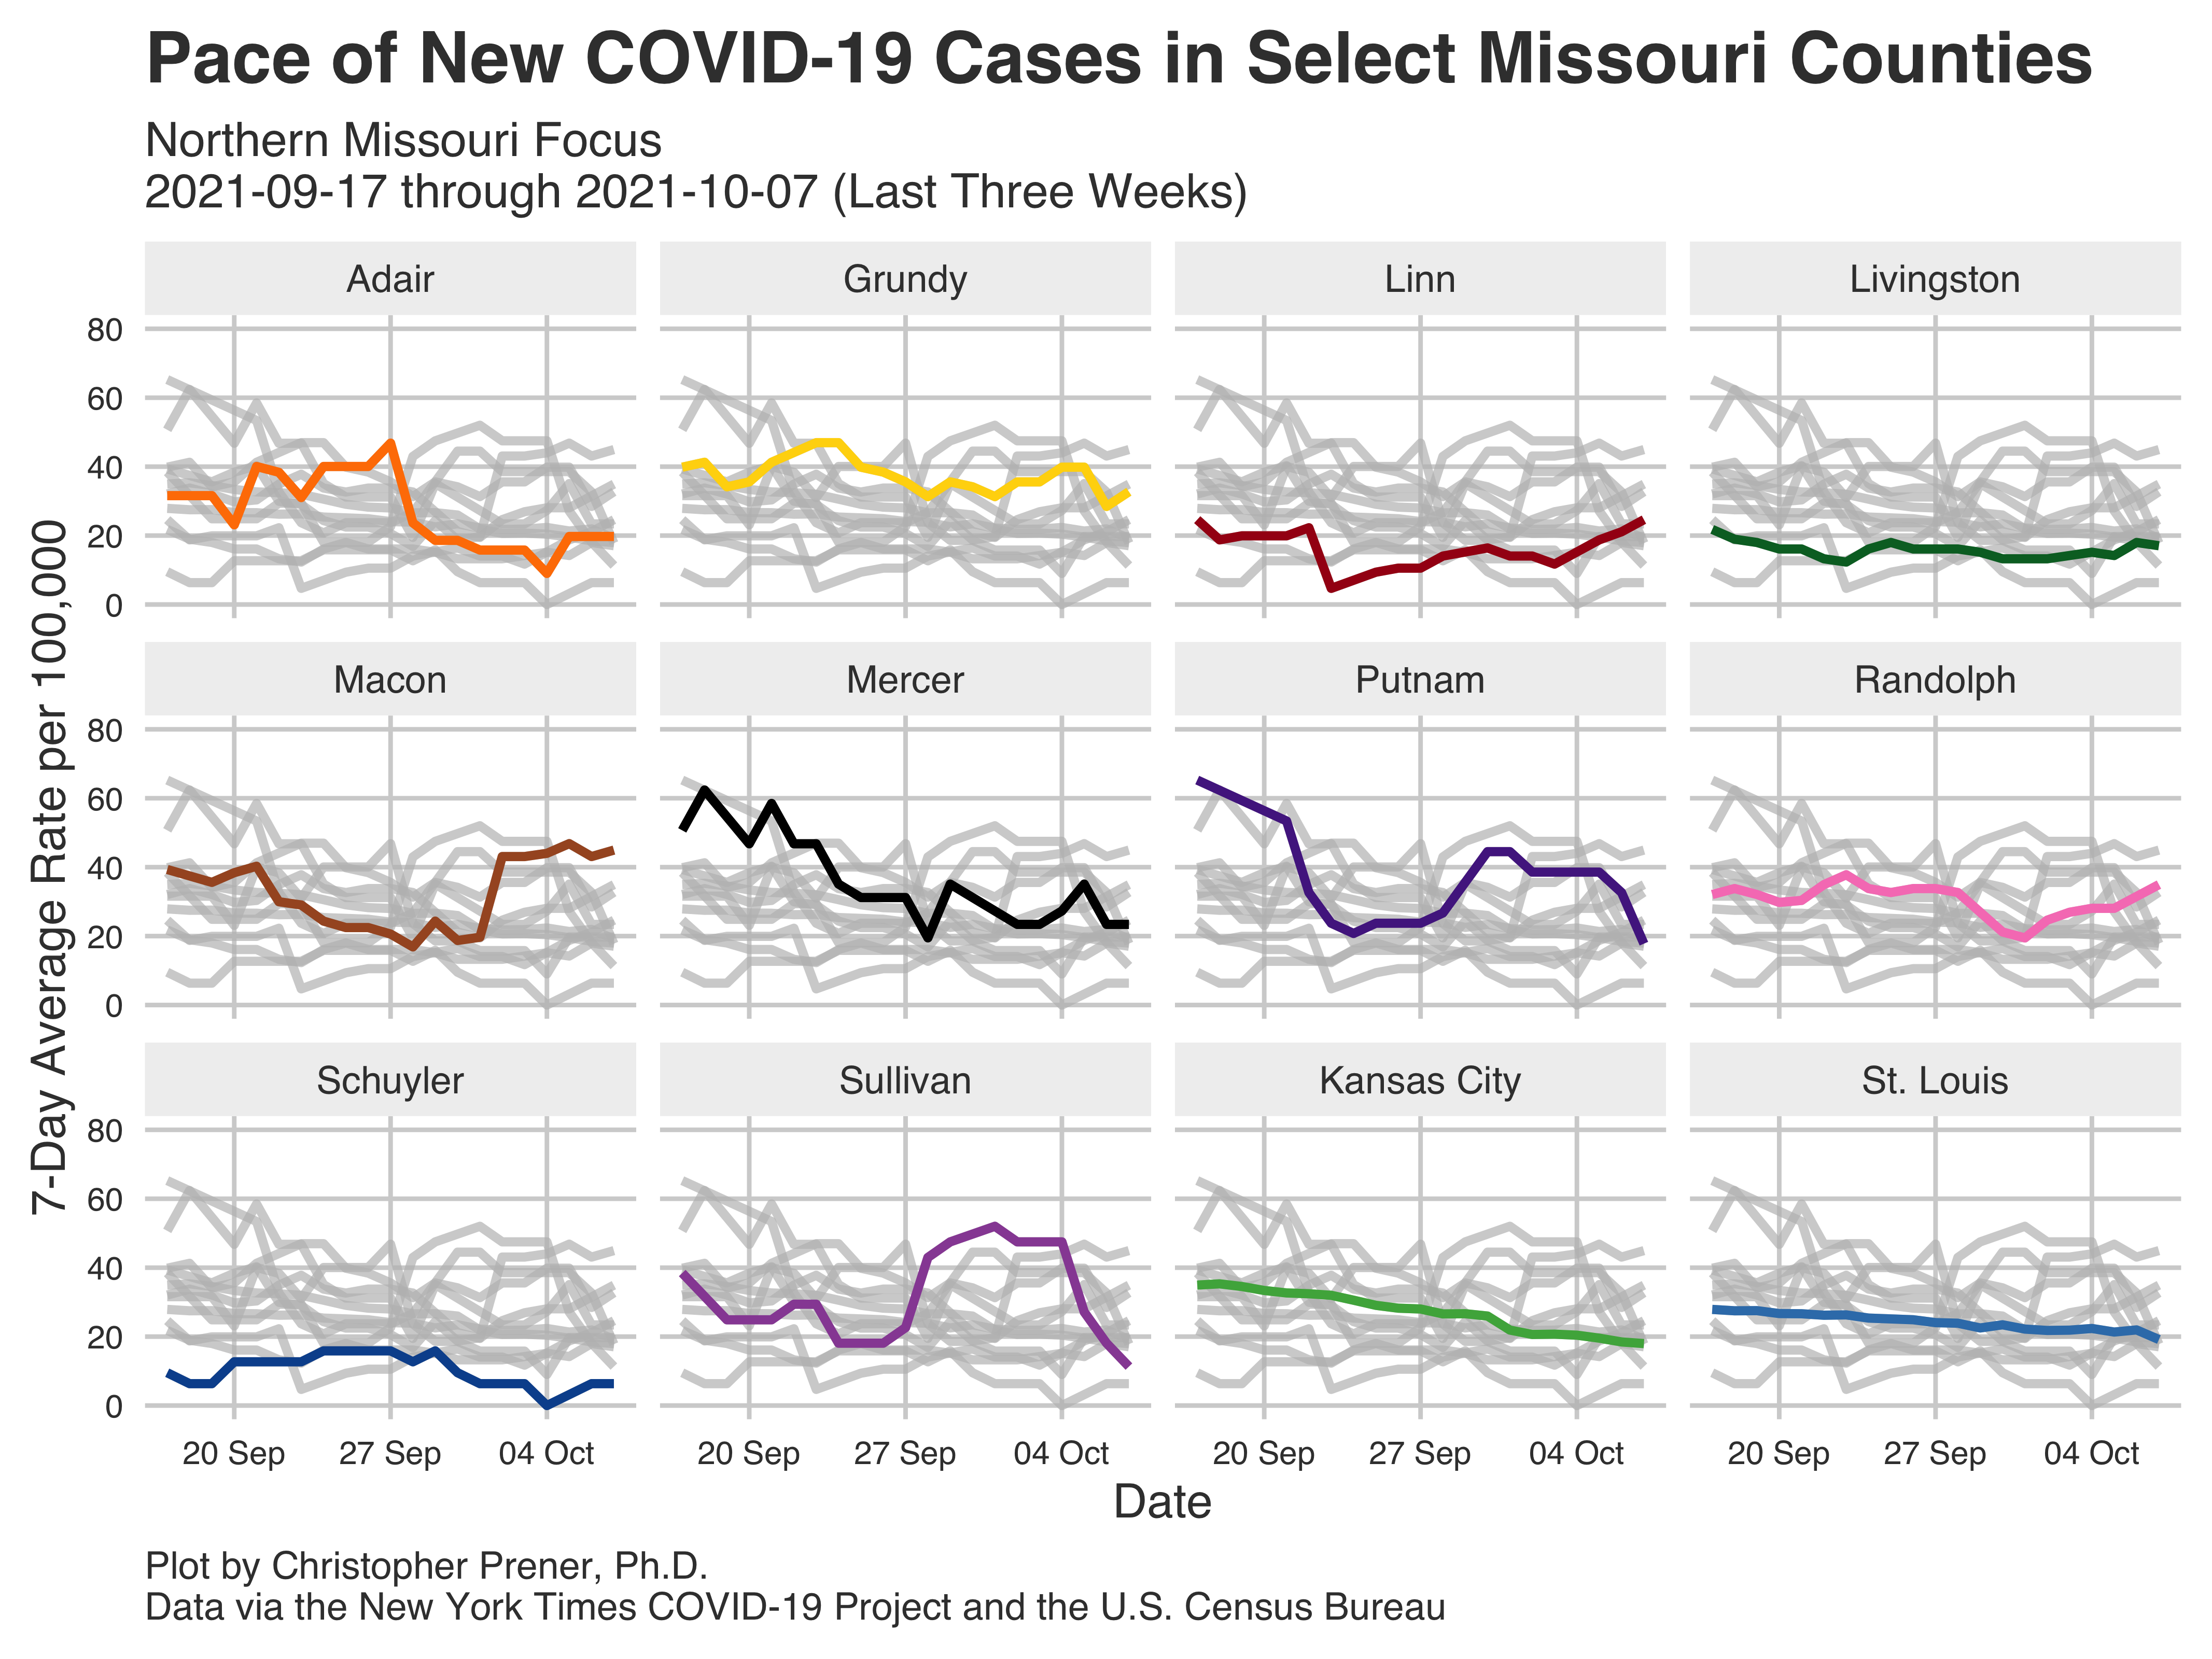 Pace of New COVID-19 Cases in Select Missouri Counties
Northern Missouri Focus
2021-09-17 through 2021-10-07 (Last Three Weeks)
7-Day Average Rate per 100,000
Adair
Grundy
Linn
Livingston
80
60
40
20
0
Macon
Mercer
Putnam
Randolph
80
60
40
20
0
Schuyler
Sullivan
Kansas City
St. Louis
80
60
40
20
0
20 Sep 27 Sep 04 Oct
20 Sep 27 Sep 04 Oct
20 Sep 27 Sep 04 Oct
20 Sep 27 Sep 04 Oct
Date
Plot by Christopher Prener, Ph.D.
Data via the New York Times COVID-19 Project and the U.S. Census Bureau